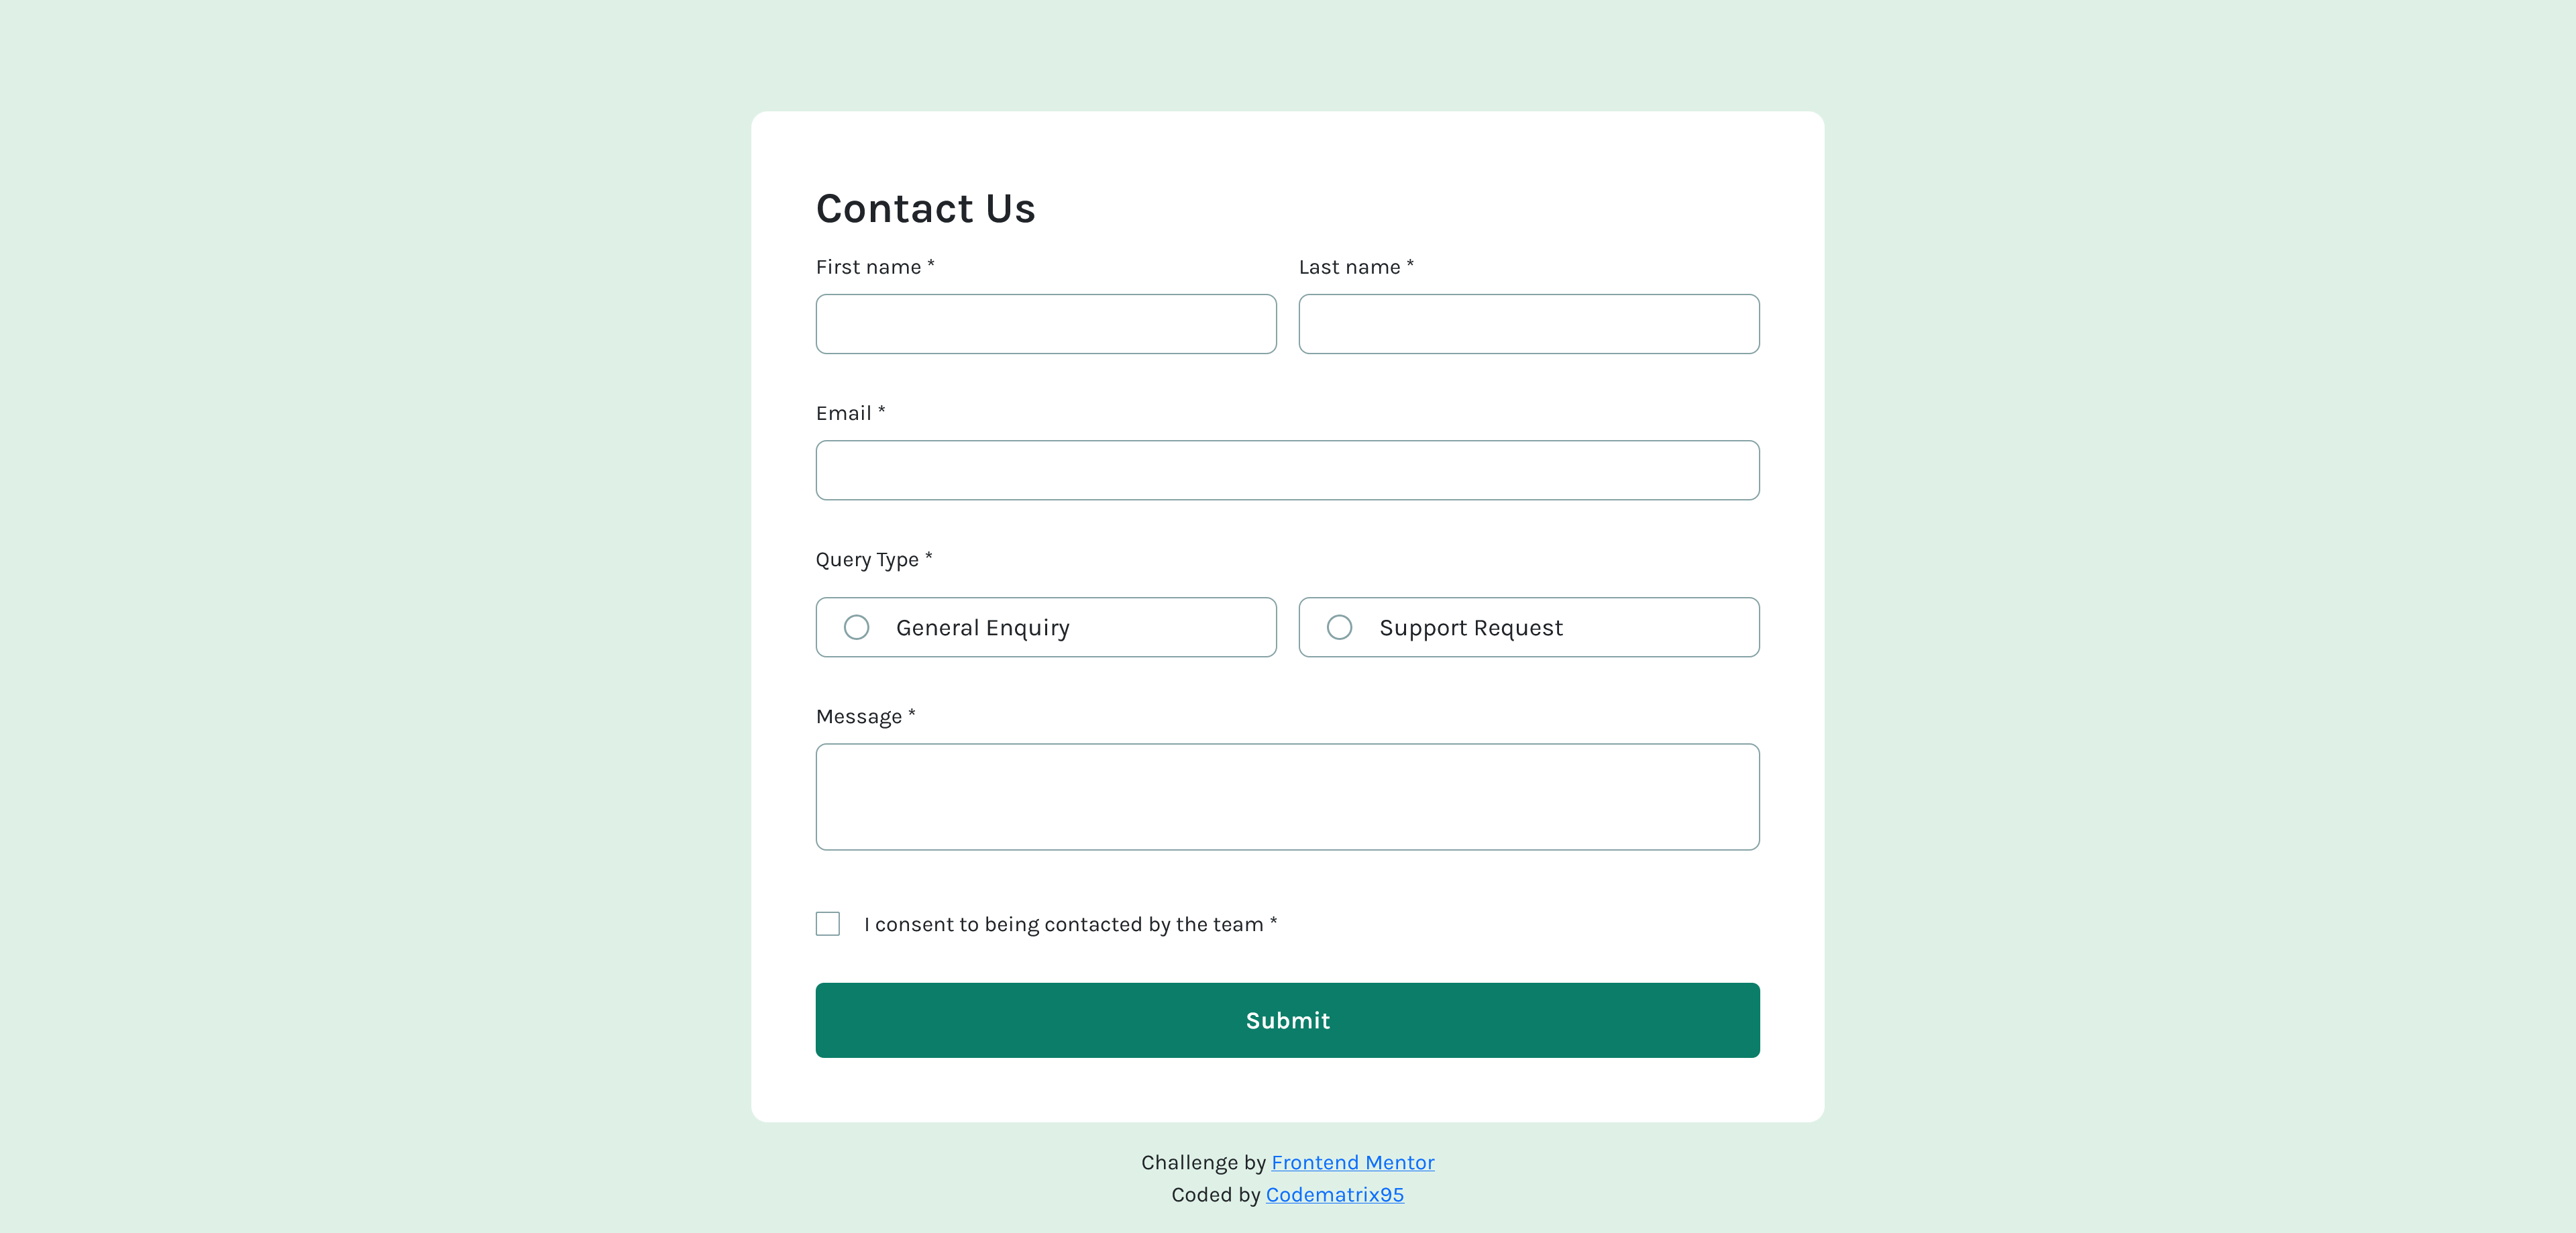 Contact Us
First name * Last name *
Email *
Query Type *
General Enquiry Support Request
Message *
I consent to being contacted by the team *
Submit
Challenge by Frontend Mentor
Coded by Codematrix95